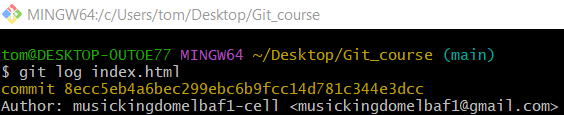 MINGW64:/c/Users/tom/Desktop/Git_course
tom@DESKTOP-OUTOE77 MINGW64 ~/Desktop/Git_course (main)
$ git log index.html
commit 8ecc5eb4a6bec299ebc6b9fcc14d781c344e3dcc
Author: musickingdomelbaf1-cell <musickingdomelbaf1@gmail.com>